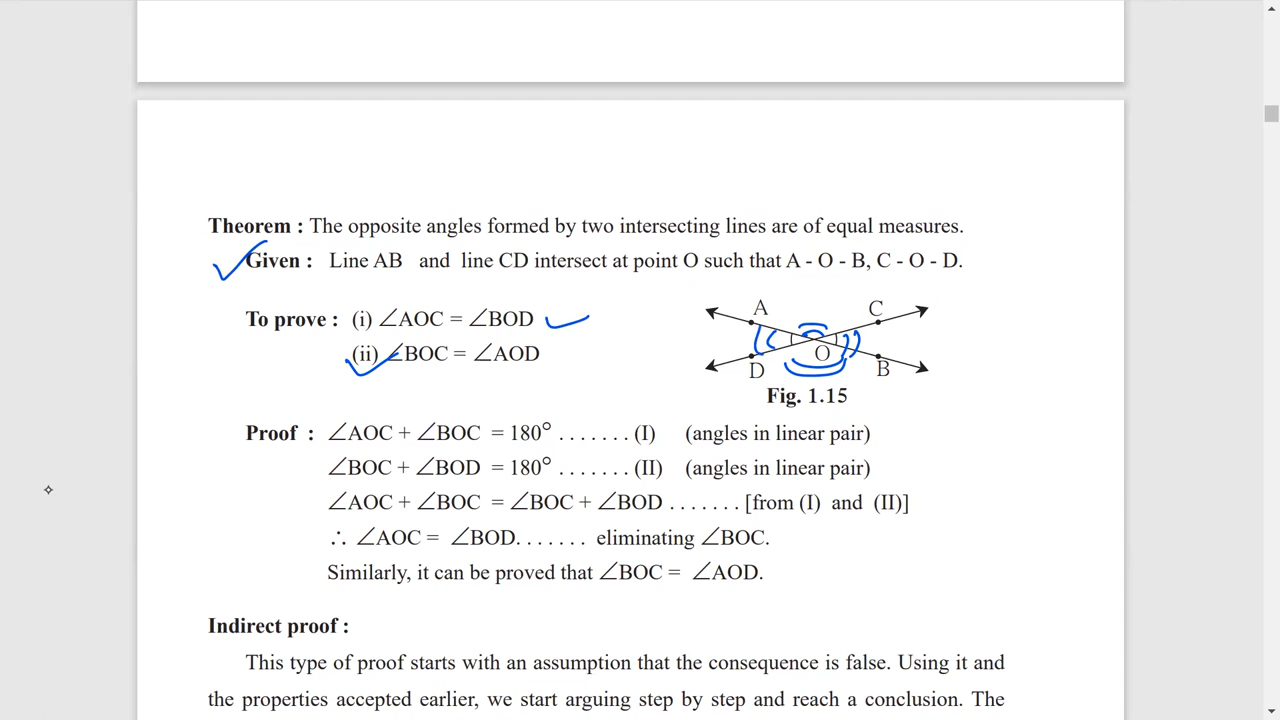 Theorem : The opposite angles formed by two intersecting lines are of equal measures.
Given : Line AB and line CD intersect at point O such that A - O - B, C - O - D.
To prove : (i) ∠AOC = ∠BOD
(ii) ∠BOC = ∠AOD
A
C
O
D
B
Fig. 1.15
Proof : ∠AOC + ∠BOC = 180° . . . . . . . (I) (angles in linear pair)
∠BOC + ∠BOD = 180° . . . . . . . (II) (angles in linear pair)
∠AOC + ∠BOC = ∠BOC + ∠BOD . . . . . . . [from (I) and (II)]
∴ ∠AOC = ∠BOD. . . . . . . eliminating ∠BOC.
Similarly, it can be proved that ∠BOC = ∠AOD.
Indirect proof :
This type of proof starts with an assumption that the consequence is false. Using it and
the properties accepted earlier, we start arguing step by step and reach a conclusion. The